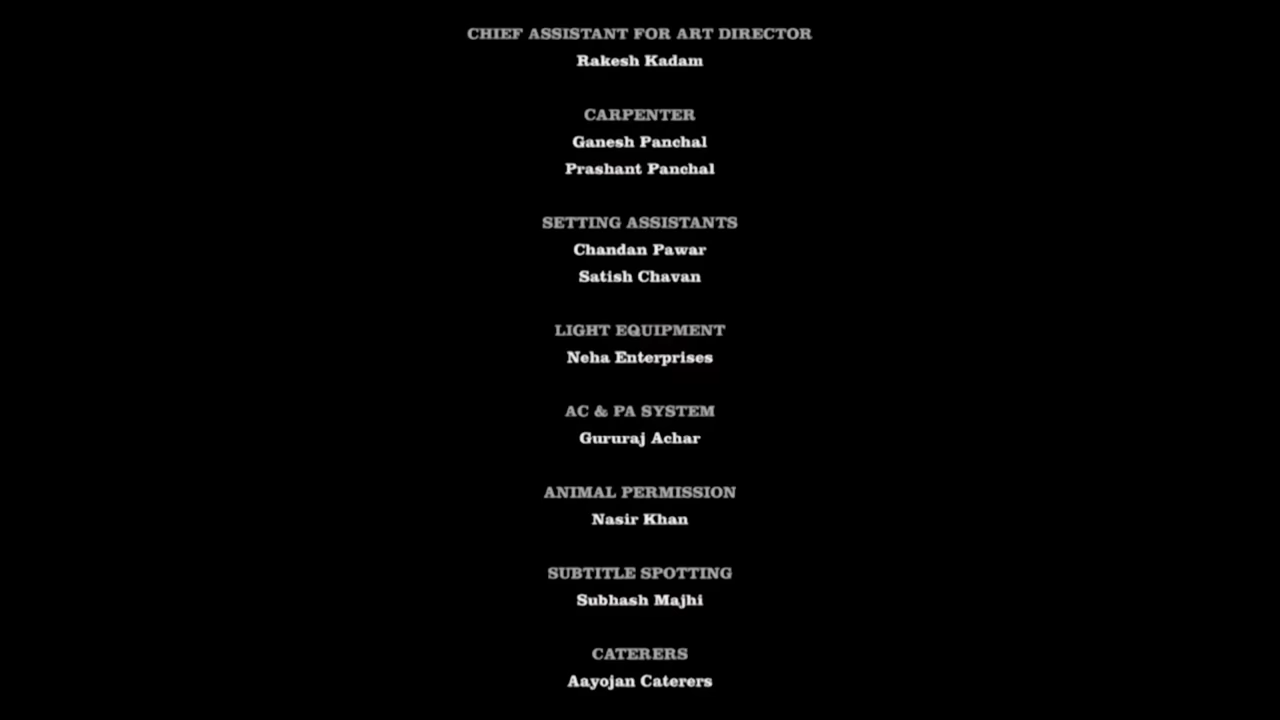 CHIEF ASSISTANT FOR ART DIRECTOR
Rakesh Kadam
CARPENTER
Ganesh Panchal
Prashant Panchal
SETTING ASSISTANTS
Chandan Pawar
Satish Chavan
LIGHT EQUIPMENT
Neha Enterprises
AC & PA SYSTEM
Gururaj Achar
ANIMAL PERMISSION
Nasir Khan
SUBTITLE SPOTTING
Subhash Majhi
CATERERS
Aayojan Caterers